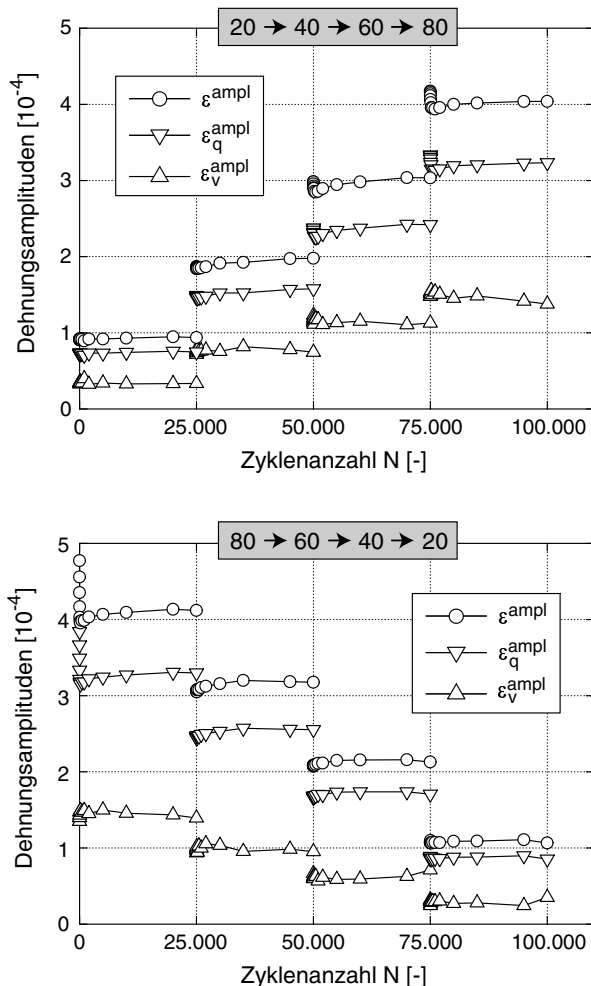 20 → 40 → 60 → 80
5
4
3
2
1
0
Dehnungsamplituden [10⁻⁴]
ε^ampl
ε_q^ampl
ε_v^ampl
0 25.000 50.000 75.000 100.000
Zyklenanzahl N [-]
80 → 60 → 40 → 20
5
4
3
2
1
0
Dehnungsamplituden [10⁻⁴]
ε^ampl
ε_q^ampl
ε_v^ampl
0 25.000 50.000 75.000 100.000
Zyklenanzahl N [-]